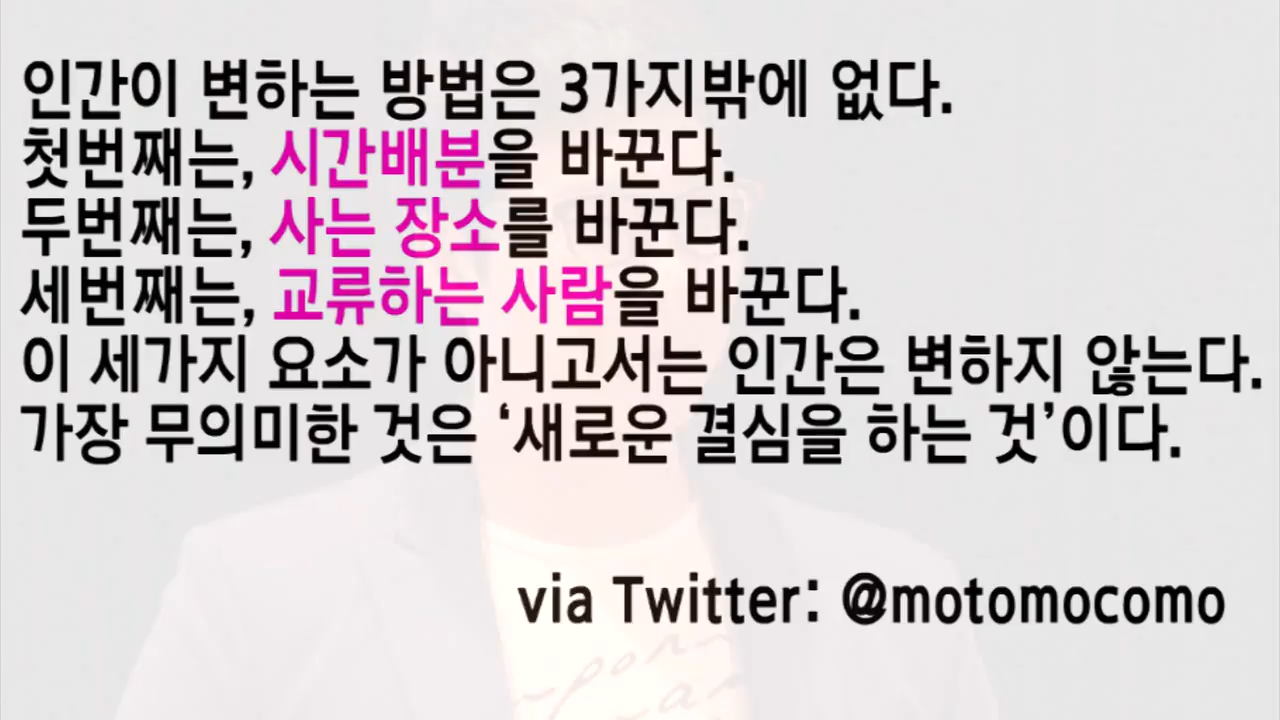 인간이 변하는 방법은 3가지밖에 없다.
첫번째는, 시간배분을 바꾼다.
두번째는, 사는 장소를 바꾼다.
세번째는, 교류하는 사람을 바꾼다.
이 세가지 요소가 아니고서는 인간은 변하지 않는다.
가장 무의미한 것은 ‘새로운 결심을 하는 것’이다.
via Twitter: @motomocomo